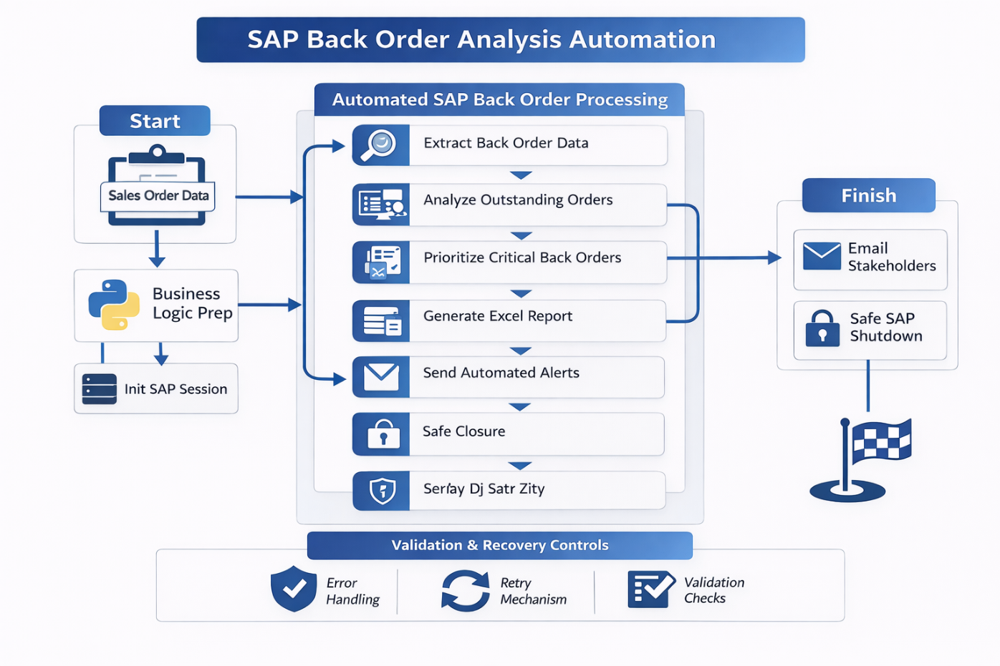 SAP Back Order Analysis Automation
Start
Sales Order Data
Business
Logic Prep
Init SAP Session
Automated SAP Back Order Processing
Extract Back Order Data
Analyze Outstanding Orders
Prioritize Critical Back Orders
Generate Excel Report
Send Automated Alerts
Safe Closure
Serſay Dj Satr Zity
Finish
Email
Stakeholders
Safe SAP
Shutdown
Validation & Recovery Controls
Error
Handling
Retry
Mechanism
Validation
Checks